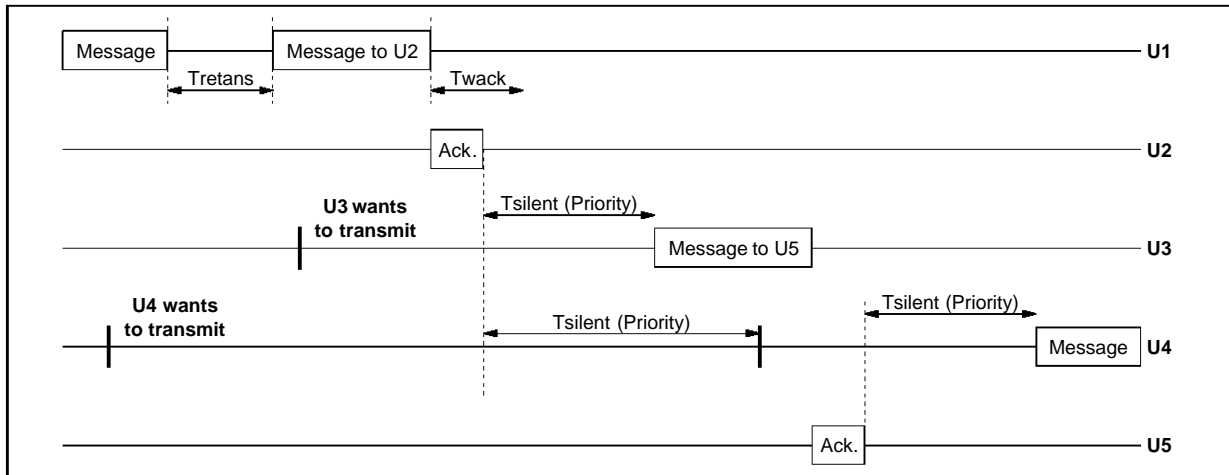 Message
Message to U2
U1
Tretans
Twack
Ack.
U2
U3 wants
to transmit
Tsilent (Priority)
Message to U5
U3
U4 wants
to transmit
Tsilent (Priority)
Tsilent (Priority)
Message
U4
Ack.
U5